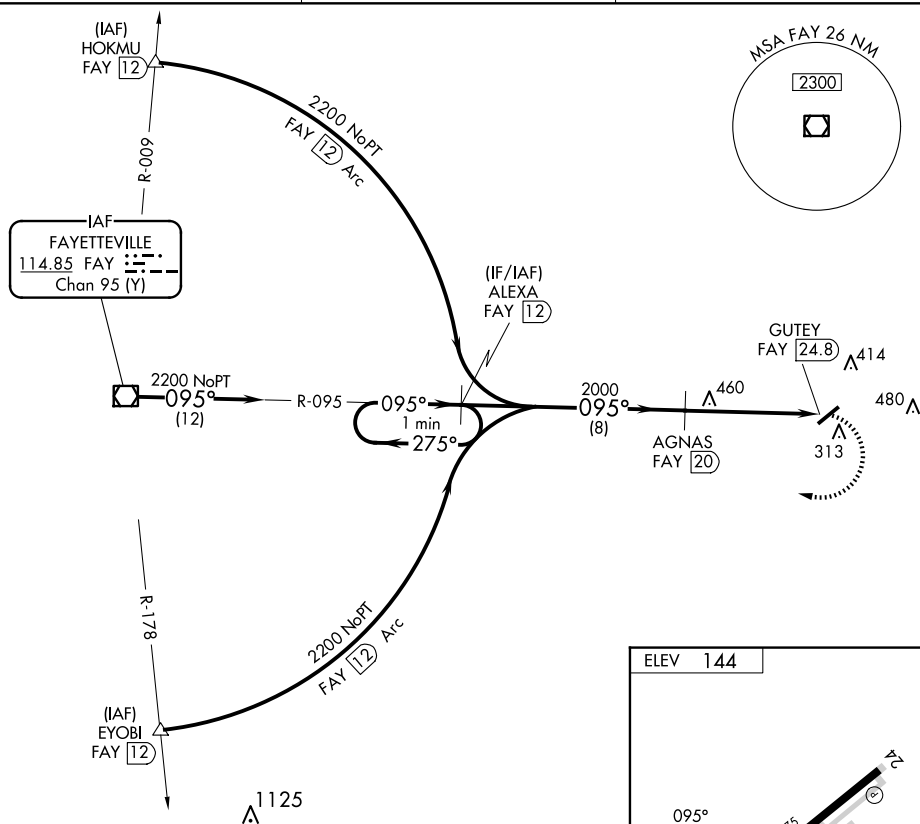 (IAF)
HOKMU
FAY 12
MSA FAY 26 NM
2300
2200 NoPT
FAY 12 Arc
R-009
IAF
FAYETTEVILLE
114.85 FAY
Chan 95 (Y)
(IF/IAF)
ALEXA
FAY 12
GUTEY
FAY 24.8
414
2200 NoPT
095°
(12)
R-095
095°
1 min
275°
2000
095°
(8)
460
480
AGNAS
FAY 20
313
R-178
2200 NoPT
FAY 12 Arc
(IAF)
EYOBI
FAY 12
1125
ELEV 144
24
P
095°